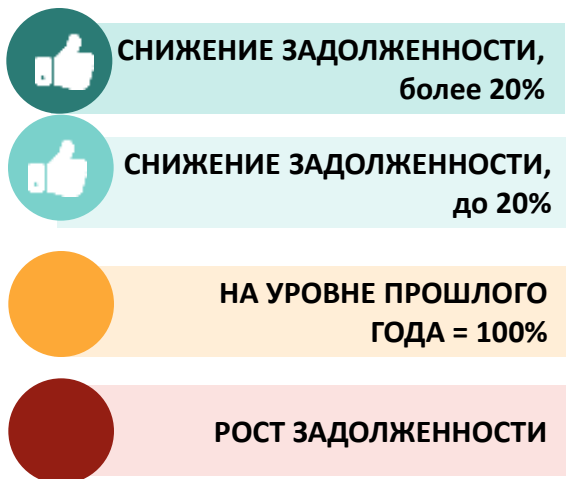 СНИЖЕНИЕ ЗАДОЛЖЕННОСТИ,
более 20%
СНИЖЕНИЕ ЗАДОЛЖЕННОСТИ,
до 20%
НА УРОВНЕ ПРОШЛОГО
ГОДА = 100%
РОСТ ЗАДОЛЖЕННОСТИ